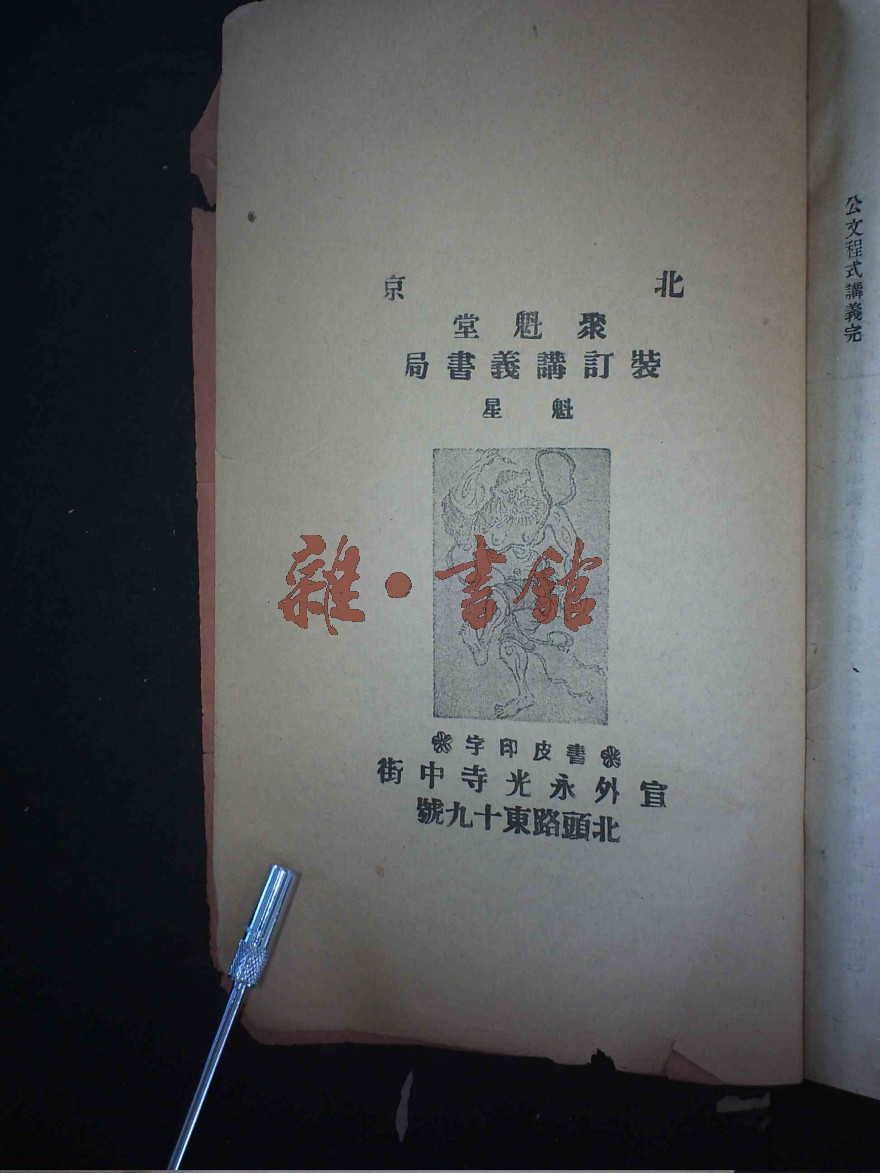 公文程式講義完
北京
聚魁堂
裝訂講義書局
魁星
書皮印字
宣外永光寺中街
北頭路東十九號
雜·書館